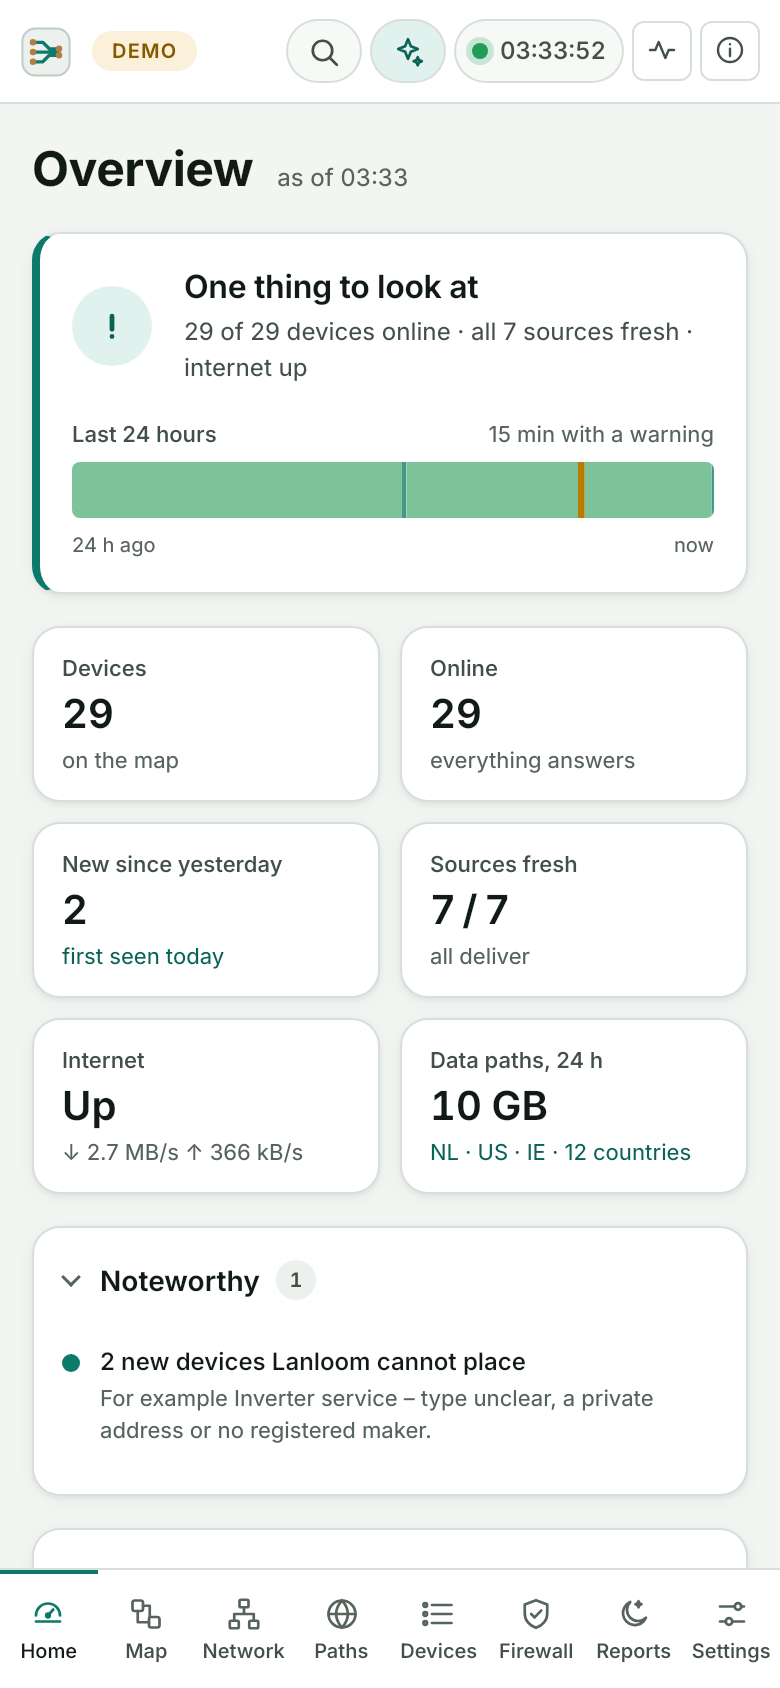 DEMO
03:33:52
Overview as of 03:33
One thing to look at
29 of 29 devices online · all 7 sources fresh ·
internet up
Last 24 hours 15 min with a warning
24 h ago now
Devices
29
on the map
Online
29
everything answers
New since yesterday
2
first seen today
Sources fresh
7 / 7
all deliver
Internet
Up
↓ 2.7 MB/s ↑ 366 kB/s
Data paths, 24 h
10 GB
NL · US · IE · 12 countries
Noteworthy 1
2 new devices Lanloom cannot place
For example Inverter service – type unclear, a private
address or no registered maker.
Home Map Network Paths Devices Firewall Reports Settings